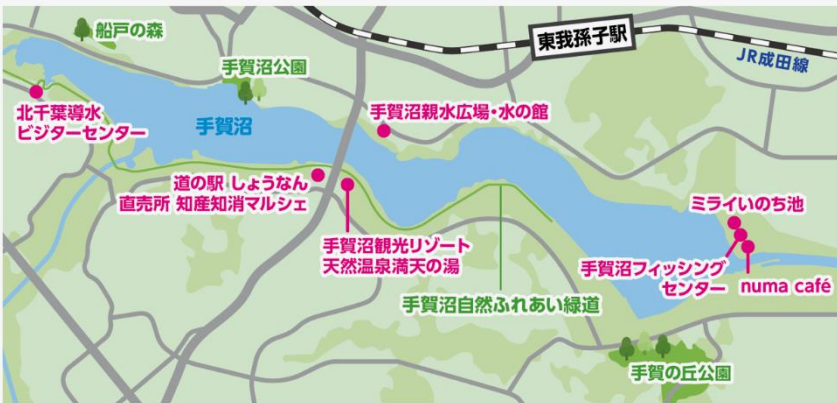 船戸の森
東我孫子駅
JR成田線
手賀沼公園
北千葉導水
ビジターセンター
手賀沼
手賀沼親水広場・水の館
道の駅 しょうなん
直売所 知産知消マルシェ
手賀沼観光リゾート
天然温泉満天の湯
手賀沼自然ふれあい緑道
ミライいのち池
手賀沼フィッシング
センター
numa café
手賀の丘公園